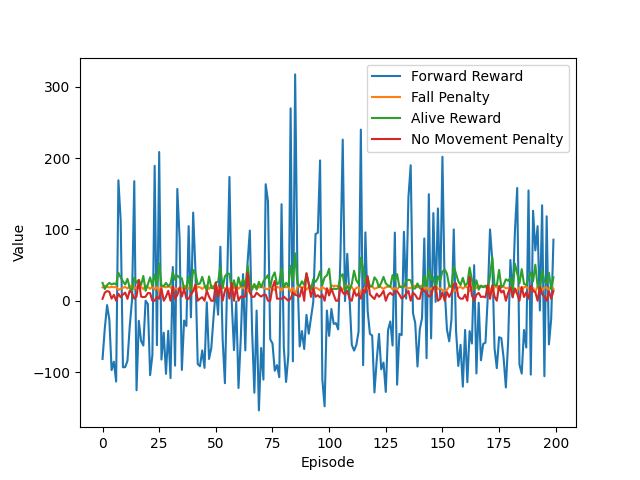 Forward Reward
Fall Penalty
Alive Reward
No Movement Penalty
300
200
100
0
−100
Value
0 25 50 75 100 125 150 175 200
Episode